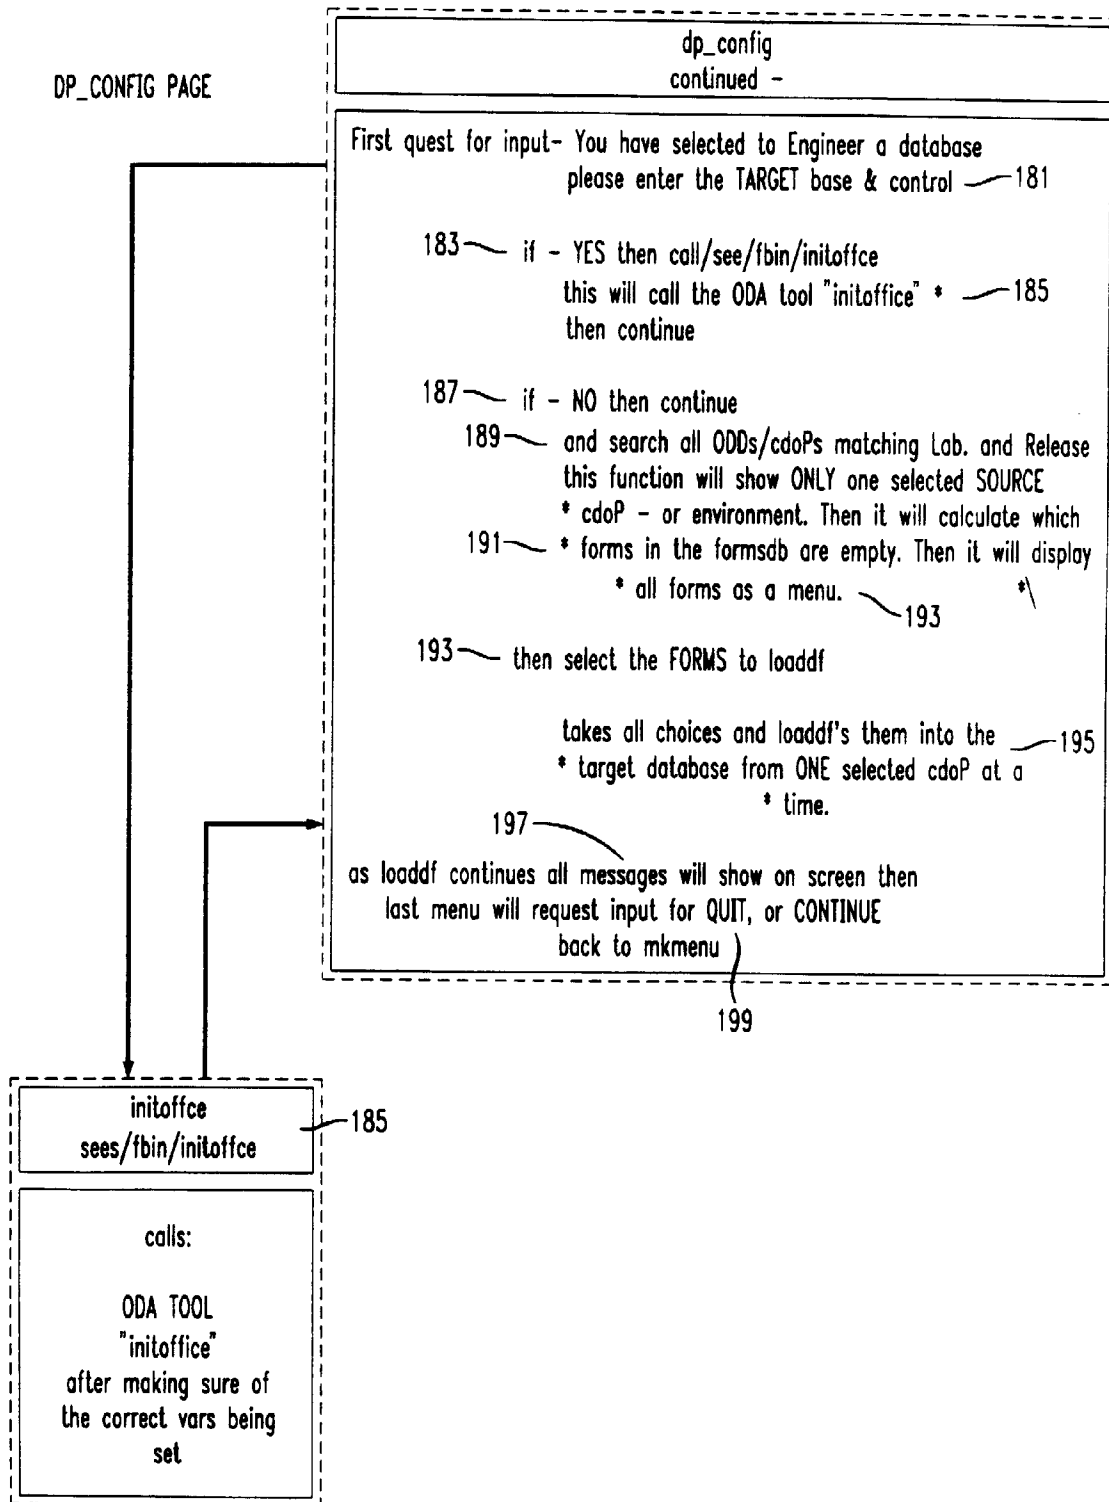 DP_CONFIG PAGE
dp_config
continued -
First quest for input- You have selected to Engineer a database
please enter the TARGET base & control 181
183 if - YES then call/see/fbin/initoffce
this will call the ODA tool "initoffice" * 185
then continue
187 if - NO then continue
189 and search all ODDs/cdoPs matching Lab. and Release
this function will show ONLY one selected SOURCE
* cdoP - or environment. Then it will calculate which
191 * forms in the formsdb are empty. Then it will display
* all forms as a menu. *\
193
193 then select the FORMS to loaddf
takes all choices and loaddf's them into the 195
* target database from ONE selected cdoP at a
* time.
197
as loaddf continues all messages will show on screen then
last menu will request input for QUIT, or CONTINUE
back to mkmenu
199
initoffce
sees/fbin/initoffce 185
calls:
ODA TOOL
"initoffice"
after making sure of
the correct vars being
set